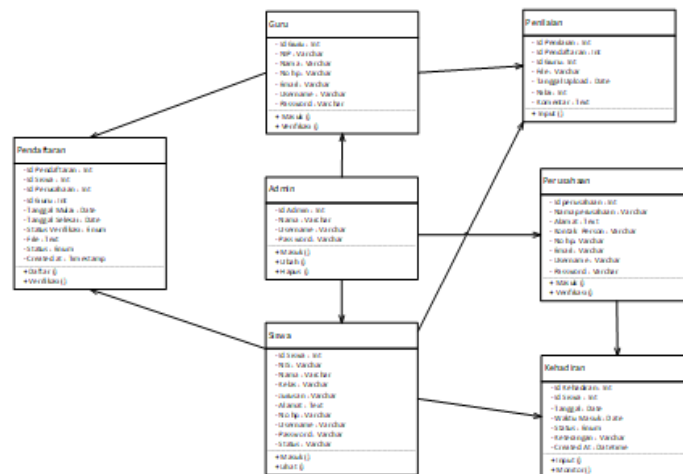 Guru
- Id Guru : Int
- NIP : Varchar
- Nama : Varchar
- No hp : Varchar
- Email : Varchar
- Username : Varchar
- Password : Varchar
+ Masuk ()
+ Verifikasi ()
Penilaian
- Id Penilaian : Int
- Id Pendaftaran : Int
- Id Guru : Int
- File : Varchar
- Tanggal Upload : Date
- Nilai : Int
- Komentar : Text
+ Input ()
Pendaftaran
- Id Pendaftaran : Int
- Id Siswa : Int
- Id Perusahaan : Int
- Id Guru : Int
- Tanggal Mulai : Date
- Tanggal Selesai : Date
- Status Verifikasi : Enum
- File : Text
- Status : Enum
- Created at : Timestamp
+ Daftar ()
+ Verifikasi ()
Admin
- Id Admin : Int
- Nama : Varchar
- Username : Varchar
- Password : Varchar
+ Masuk ()
+ Ubah ()
+ Hapus ()
Perusahaan
- Id perusahaan : Int
- Nama perusahaan : Varchar
- Alamat : Text
- Kontak Person : Varchar
- No hp : Varchar
- Email : Varchar
- Username : Varchar
- Password : Varchar
+ Masuk ()
+ Verifikasi ()
Siswa
- Id Siswa : Int
- NIS : Varchar
- Nama : Varchar
- Kelas : Varchar
- Jurusan : Varchar
- Alamat : Text
- No hp : Varchar
- Username : Varchar
- Password : Varchar
- Status : Varchar
+ Masuk ()
+ Lihat ()
Kehadiran
- Id Kehadiran : Int
- Id Siswa : Int
- Tanggal : Date
- Waktu Masuk : Date
- Status : Enum
- Keterangan : Varchar
- Created At : Datetime
+ Input ()
+ Monitor ()